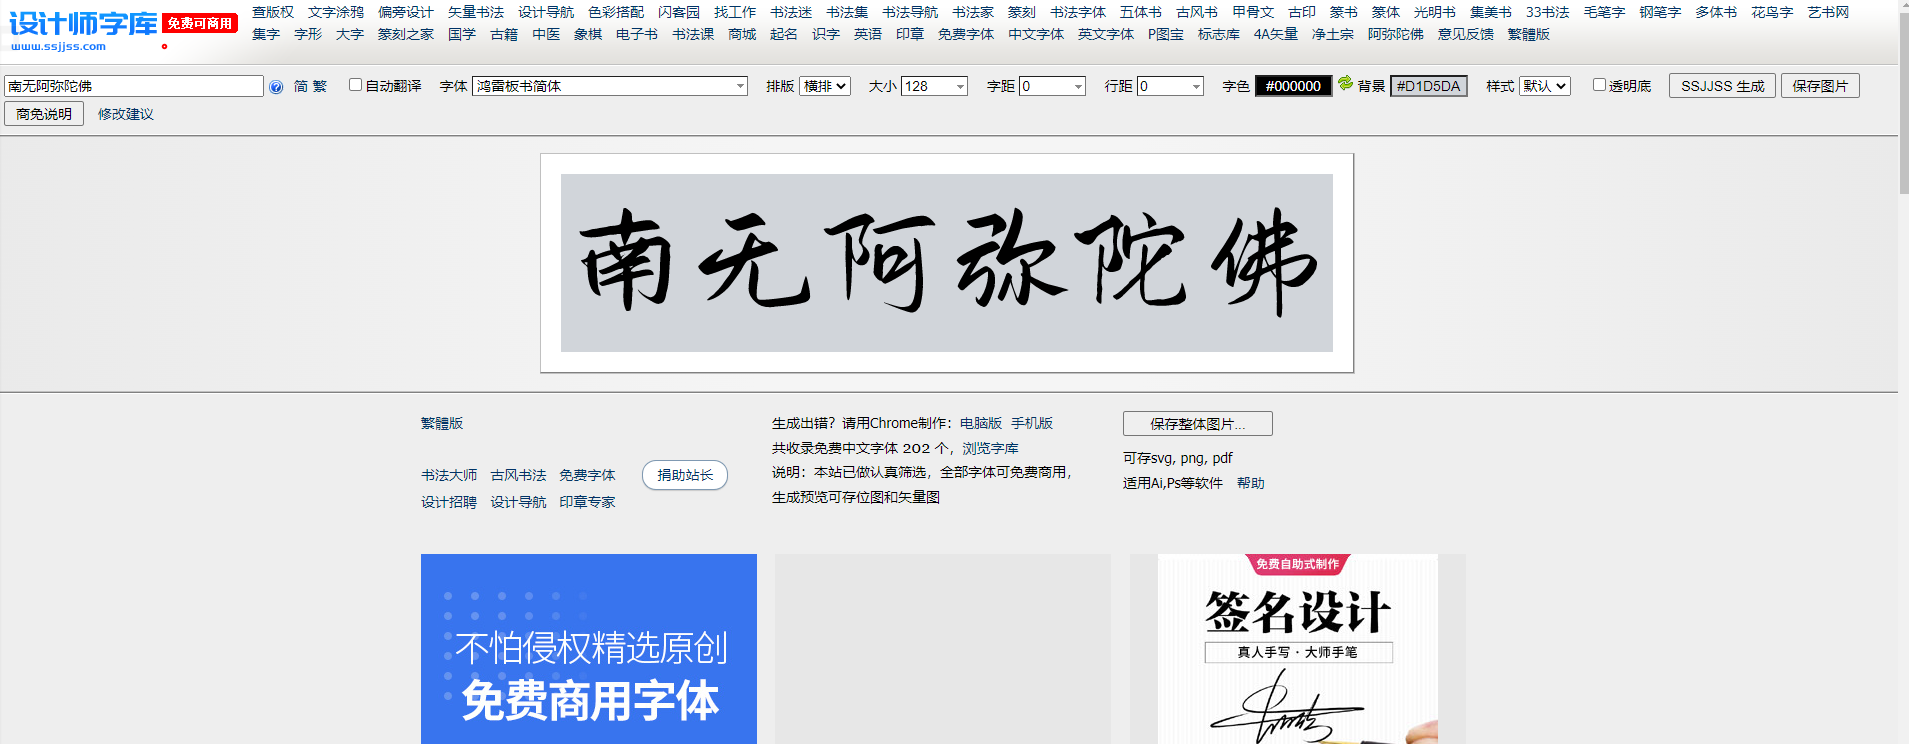 设计师字库 免费可商用
www.ssjjss.com
查版权 文字涂鸦 偏旁设计 矢量书法 设计导航 色彩搭配 闪客园 找工作 书法迷 书法集 书法导航 书法家 篆刻 书法字体 五体书 古风书 甲骨文 古印 篆书 篆体 光明书 集美书 33书法 毛笔字 钢笔字 多体书 花鸟字 艺书网
集字 字形 大字 篆刻之家 国学 古籍 中医 象棋 电子书 书法课 商城 起名 识字 英语 印章 免费字体 中文字体 英文字体 P图宝 标志库 4A矢量 净土宗 阿弥陀佛 意见反馈 繁體版
南无阿弥陀佛 ? 简 繁 自动翻译 字体 鸿雷板书简体 排版 横排 大小 128 字距 0 行距 0 字色 #000000 背景 #D1D5DA 样式 默认 透明底 SSJJSS 生成 保存图片
商免说明 修改建议
南无阿弥陀佛
繁體版
书法大师 古风书法 免费字体 捐助站长
设计招聘 设计导航 印章专家
生成出错？请用Chrome制作：电脑版 手机版
共收录免费中文字体 202 个，浏览字库
说明：本站已做认真筛选，全部字体可免费商用，
生成预览可存位图和矢量图
保存整体图片...
可存svg, png, pdf
适用Ai,Ps等软件 帮助
不怕侵权精选原创
免费商用字体
免费自助式制作
签名设计
真人手写·大师手笔